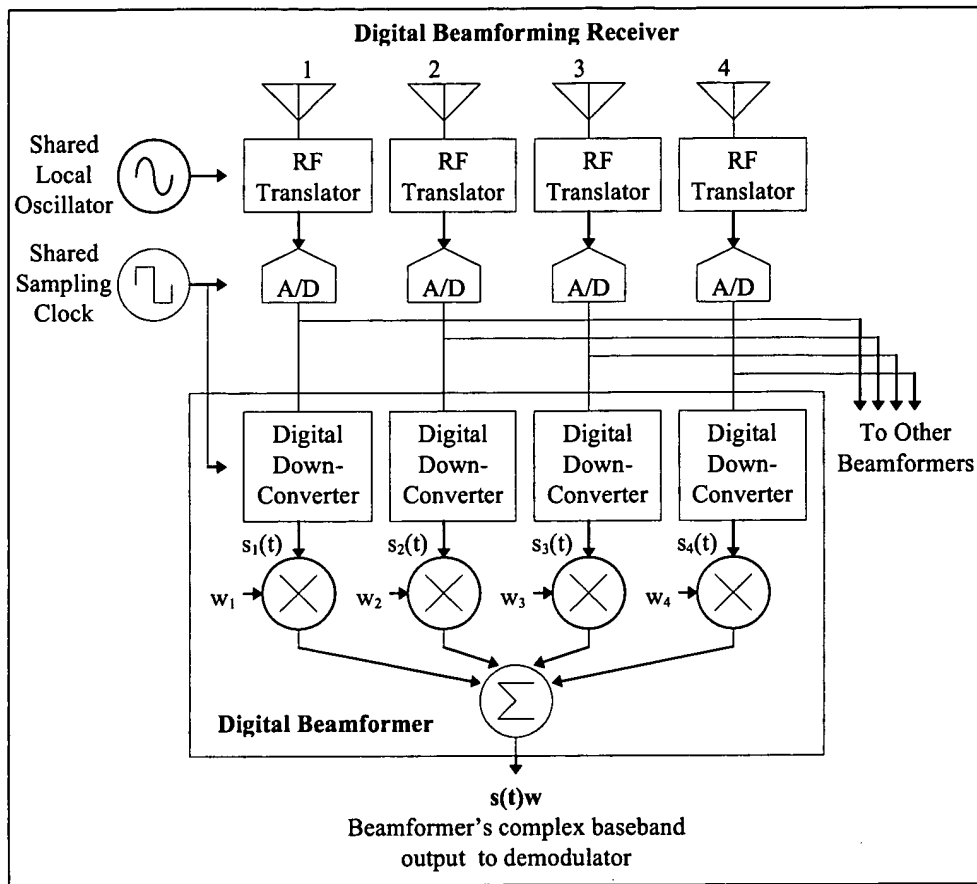 Digital Beamforming Receiver
1 2 3 4
Shared
Local
Oscillator
RF
Translator
RF
Translator
RF
Translator
RF
Translator
Shared
Sampling
Clock
A/D
A/D
A/D
A/D
To Other
Beamformers
Digital
Down-
Converter
Digital
Down-
Converter
Digital
Down-
Converter
Digital
Down-
Converter
s₁(t)
s₂(t)
s₃(t)
s₄(t)
w₁
w₂
w₃
w₄
Σ
Digital Beamformer
s(t)w
Beamformer's complex baseband
output to demodulator